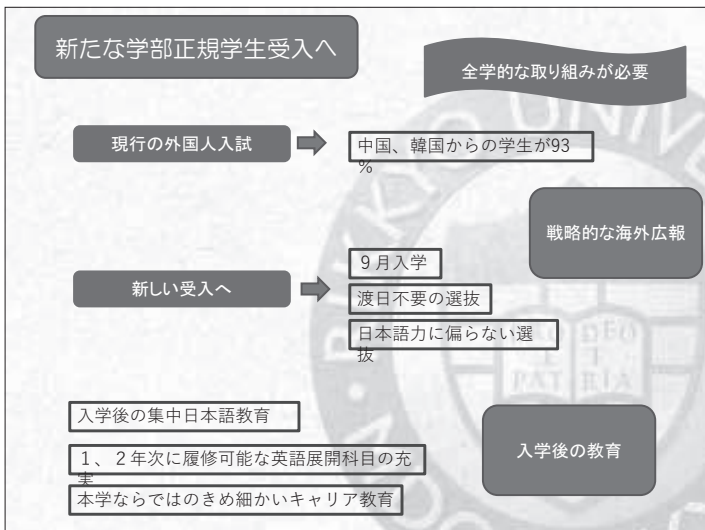 新たな学部正規学生受入へ
全学的な取り組みが必要
現行の外国人入試
中国、韓国からの学生が93
%
戦略的な海外広報
新しい受入へ
9月入学
渡日不要の選抜
日本語力に偏らない選
抜
入学後の集中日本語教育
1、2年次に履修可能な英語展開科目の充
実
本学ならではのきめ細かいキャリア教育
入学後の教育
RIKKYO UNIVE
PRO
DEO
ET
PAT
RIA